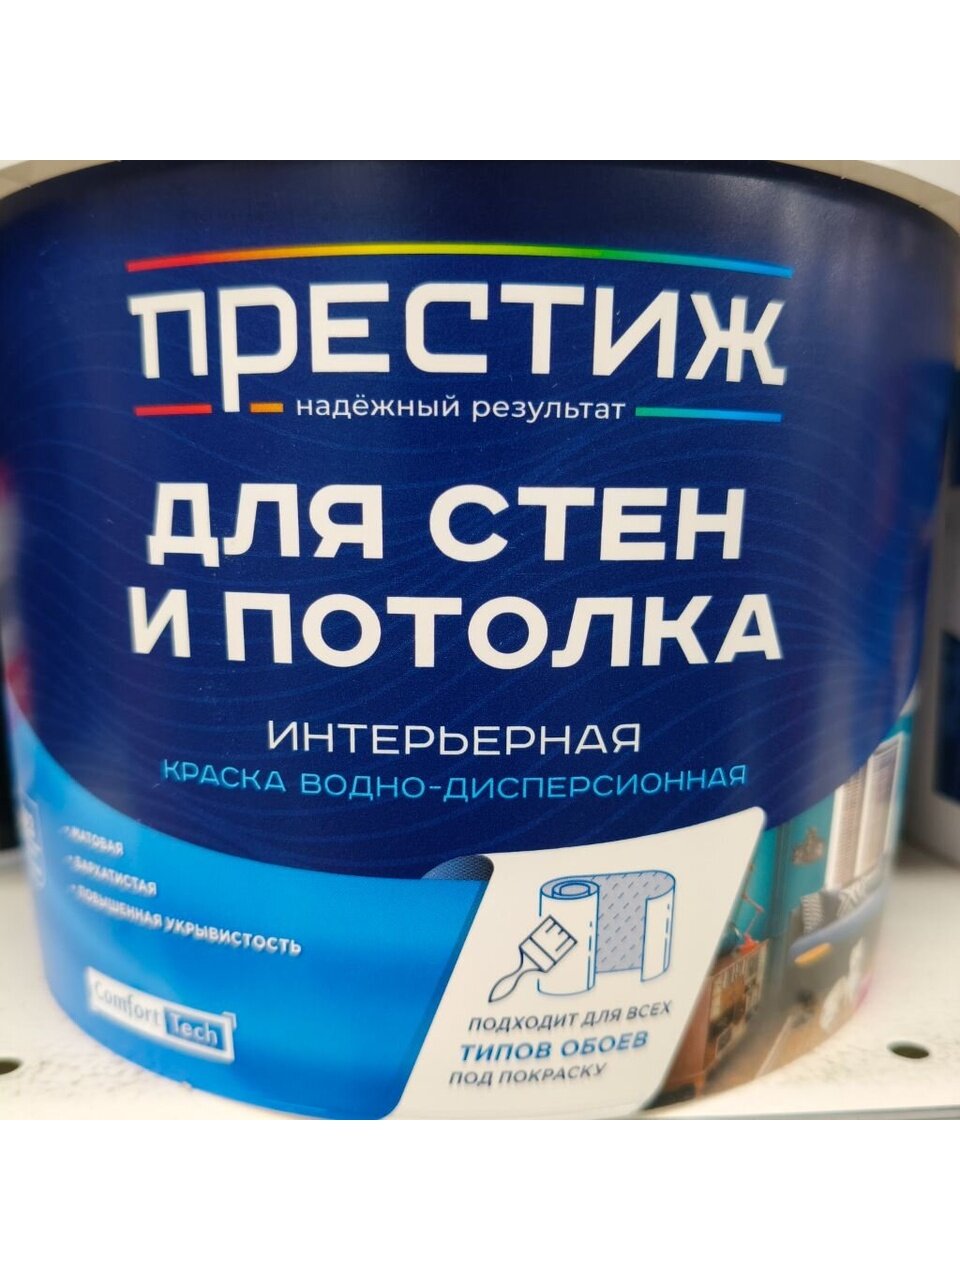 ПРЕСТИЖ
надёжный результат
ДЛЯ СТЕН
И ПОТОЛКА
ИНТЕРЬЕРНАЯ
КРАСКА ВОДНО-ДИСПЕРСИОННАЯ
• МАТОВАЯ
• БАРХАТИСТАЯ
• ПОВЫШЕННАЯ УКРЫВИСТОСТЬ
Comfort Tech
ПОДХОДИТ ДЛЯ ВСЕХ
ТИПОВ ОБОЕВ
ПОД ПОКРАСКУ